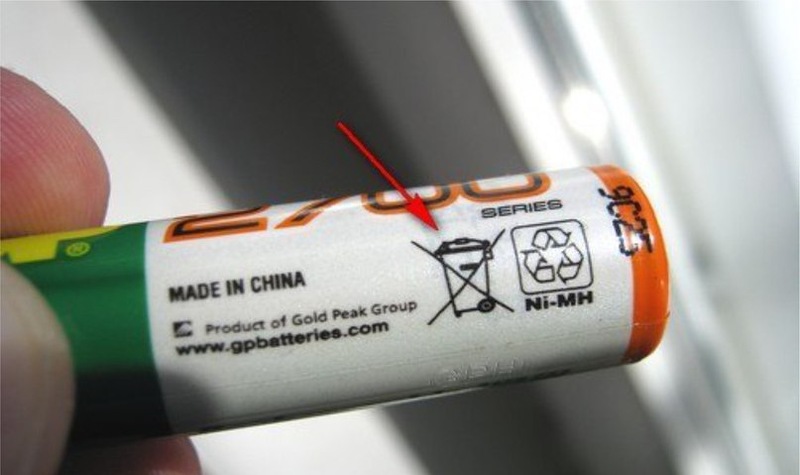 2700
SERIES
MADE IN CHINA
Product of Gold Peak Group
www.gpbatteries.com
Ni-MH